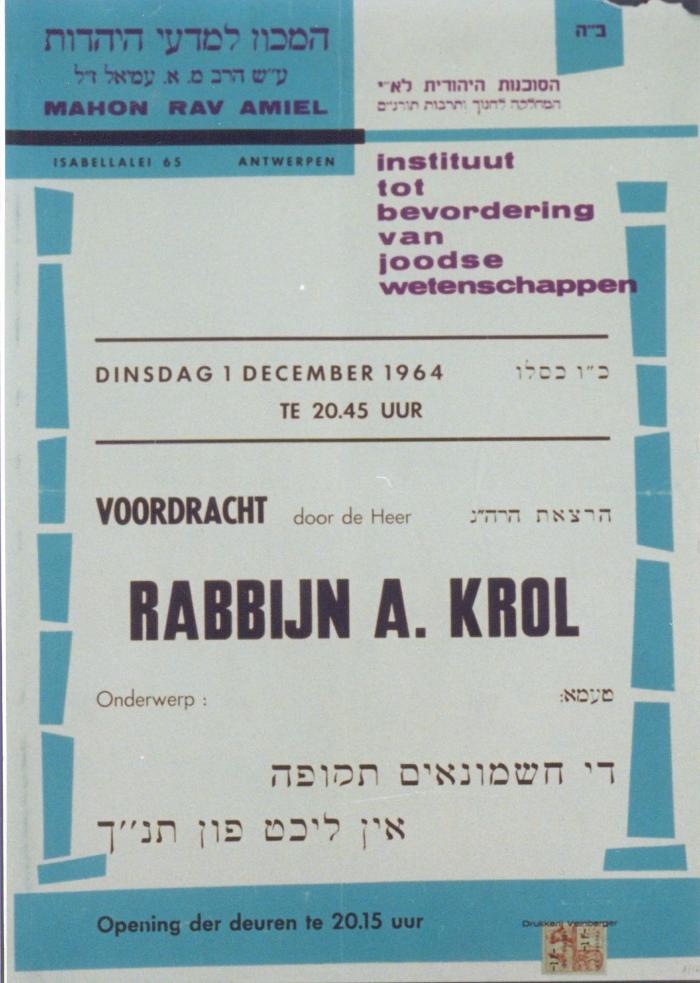 ב"ה
המכון למדעי היהדות
ע״ש הרב מ. א. עמיאל ז״ל
MAHON RAV AMIEL
ISABELLALEI 65 ANTWERPEN
הסוכנות היהודית לא״י
המחלקה לחנוך ותרבות תורניים
instituut
tot
bevordering
van
joodse
wetenschappen
DINSDAG 1 DECEMBER 1964 כ״ו כסלו
TE 20.45 UUR
VOORDRACHT door de Heer הרצאת הרה״ג
RABBIJN A. KROL
Onderwerp : טעמא:
די חשמונאים תקופה
אין ליכט פון תנ׳׳ך
Opening der deuren te 20.15 uur
Drukkerij Veinberger